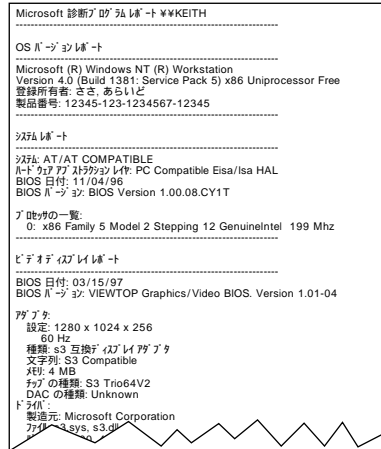 Microsoft 診断ﾌﾟﾛｸﾞﾗﾑ ﾚﾎﾟｰﾄ ¥¥KEITH
----------------------------------------------------------------------
OS ﾊﾞｰｼﾞｮﾝ ﾚﾎﾟｰﾄ
----------------------------------------------------------------------
Microsoft (R) Windows NT (R) Workstation
Version 4.0 (Build 1381: Service Pack 5) x86 Uniprocessor Free
登録所有者: ささ, あらいど
製品番号: 12345-123-1234567-12345
----------------------------------------------------------------------
ｼｽﾃﾑ ﾚﾎﾟｰﾄ
----------------------------------------------------------------------
ｼｽﾃﾑ: AT/AT COMPATIBLE
ﾊｰﾄﾞｳｪｱ ｱﾌﾞｽﾄﾗｸｼｮﾝ ﾚｲﾔ: PC Compatible Eisa/Isa HAL
BIOS 日付: 11/04/96
BIOS ﾊﾞｰｼﾞｮﾝ: BIOS Version 1.00.08.CY1T
ﾌﾟﾛｾｯｻの一覧:
0: x86 Family 5 Model 2 Stepping 12 GenuineIntel 199 Mhz
----------------------------------------------------------------------
ﾋﾞﾃﾞｵ ﾃﾞｨｽﾌﾟﾚｲ ﾚﾎﾟｰﾄ
----------------------------------------------------------------------
BIOS 日付: 03/15/97
BIOS ﾊﾞｰｼﾞｮﾝ: VIEWTOP Graphics/Video BIOS. Version 1.01-04
ｱﾀﾞﾌﾟﾀ:
設定: 1280 x 1024 x 256
60 Hz
種類: s3 互換ﾃﾞｨｽﾌﾟﾚｲ ｱﾀﾞﾌﾟﾀ
文字列: S3 Compatible
ﾒﾓﾘ: 4 MB
ﾁｯﾌﾟの種類: S3 Trio64V2
DAC の種類: Unknown
ﾄﾞﾗｲﾊﾞ:
製造元: Microsoft Corporation
ﾌｧｲﾙ: s3.sys, s3.dll